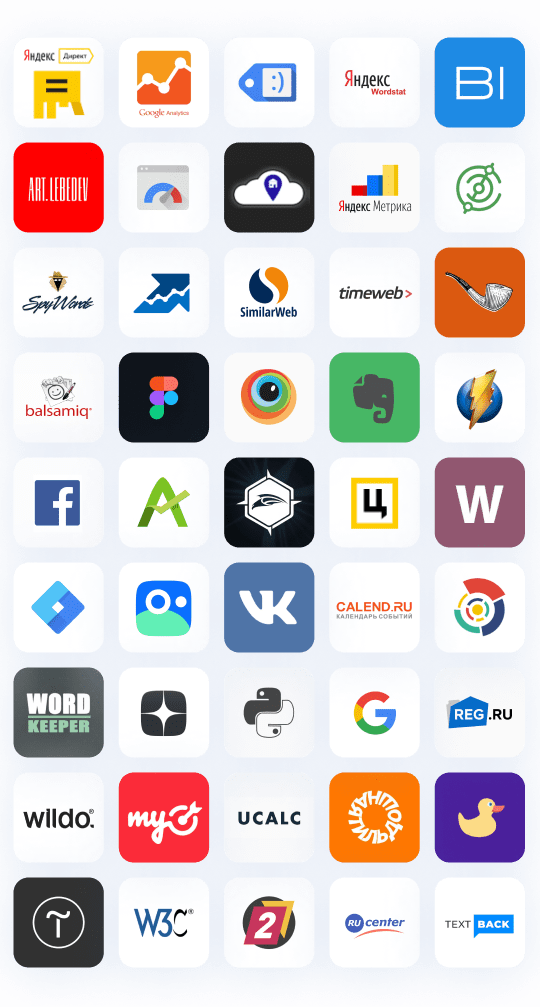 Яндекс Директ
Google Analytics
:)
Яндекс
Wordstat
BI
ART.LEBEDEV
Яндекс Метрика
SpyWords
SimilarWeb
timeweb>
balsamiq®
f
A
Ц
W
VK
CALEND.RU
КАЛЕНДАРЬ СОБЫТИЙ
WORD
KEEPER
G
REG.RU
wildo®
my
UCALC
Т
W3C®
2
RU center
TEXT BACK